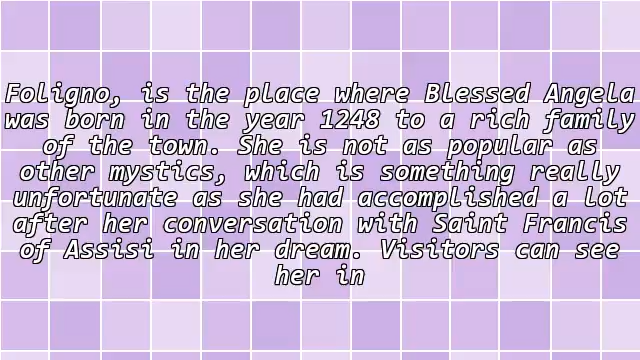 Foligno, is the place where Blessed Angela
was born in the year 1248 to a rich family
of the town. She is not as popular as
other mystics, which is something really
unfortunate as she had accomplished a lot
after her conversation with Saint Francis
of Assisi in her dream. Visitors can see
her in